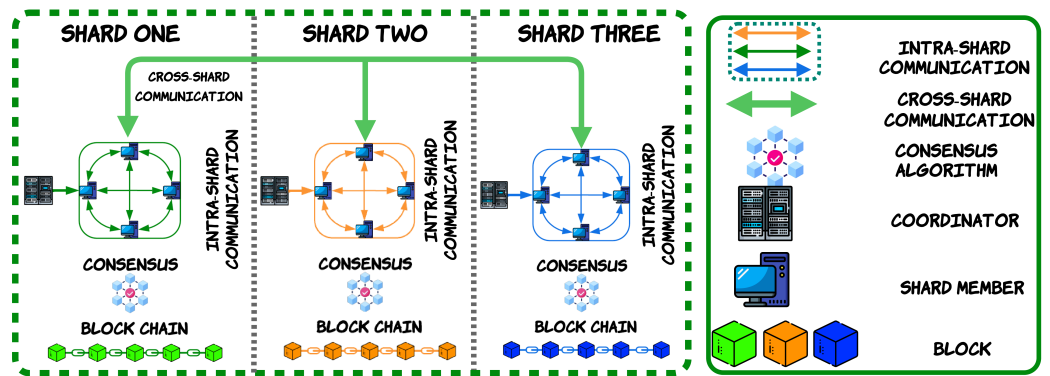 SHARD ONE
SHARD TWO
SHARD THREE
CROSS-SHARD
COMMUNICATION
INTRA-SHARD
COMMUNICATION
INTRA-SHARD
COMMUNICATION
INTRA-SHARD
COMMUNICATION
CONSENSUS
CONSENSUS
CONSENSUS
BLOCK CHAIN
BLOCK CHAIN
BLOCK CHAIN
INTRA-SHARD
COMMUNICATION
CROSS-SHARD
COMMUNICATION
CONSENSUS
ALGORITHM
COORDINATOR
SHARD MEMBER
BLOCK